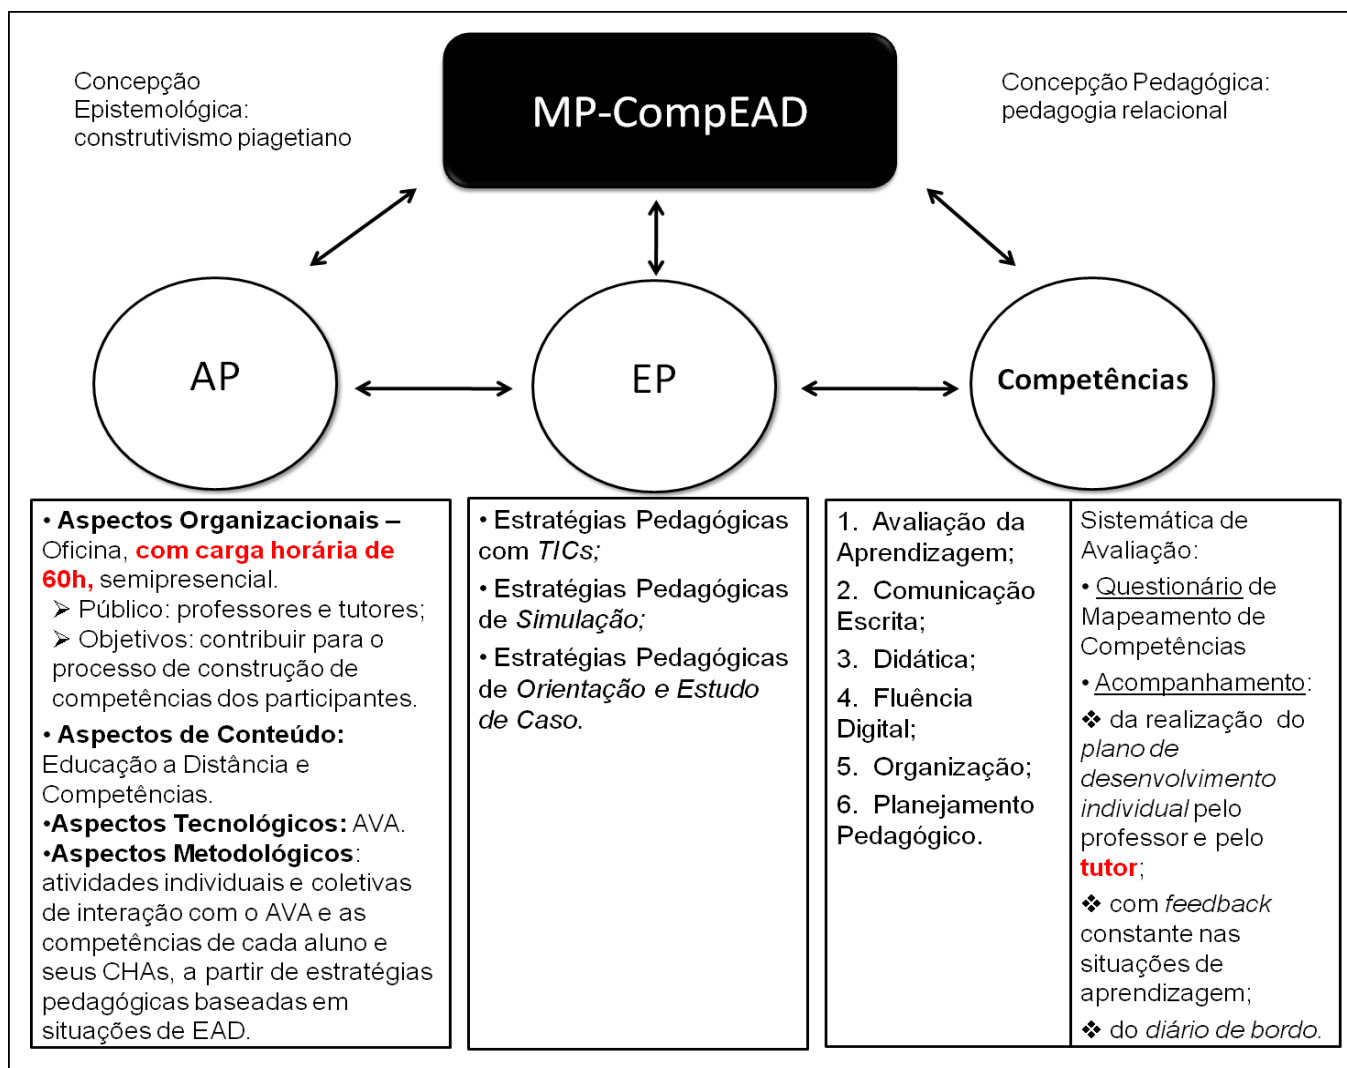 Concepção
Epistemológica:
construtivismo piagetiano
MP-CompEAD
Concepção Pedagógica:
pedagogia relacional
AP
EP
Competências
• Aspectos Organizacionais –
Oficina, com carga horária de
60h, semipresencial.
➢ Público: professores e tutores;
➢ Objetivos: contribuir para o
processo de construção de
competências dos participantes.
• Aspectos de Conteúdo:
Educação a Distância e
Competências.
•Aspectos Tecnológicos: AVA.
•Aspectos Metodológicos:
atividades individuais e coletivas
de interação com o AVA e as
competências de cada aluno e
seus CHAs, a partir de estratégias
pedagógicas baseadas em
situações de EAD.
• Estratégias Pedagógicas
com TICs;
• Estratégias Pedagógicas
de Simulação;
• Estratégias Pedagógicas
de Orientação e Estudo
de Caso.
1. Avaliação da
Aprendizagem;
2. Comunicação
Escrita;
3. Didática;
4. Fluência
Digital;
5. Organização;
6. Planejamento
Pedagógico.
Sistemática de
Avaliação:
• Questionário de
Mapeamento de
Competências
• Acompanhamento:
❖ da realização do
plano de
desenvolvimento
individual pelo
professor e pelo
tutor;
❖ com feedback
constante nas
situações de
aprendizagem;
❖ do diário de bordo.